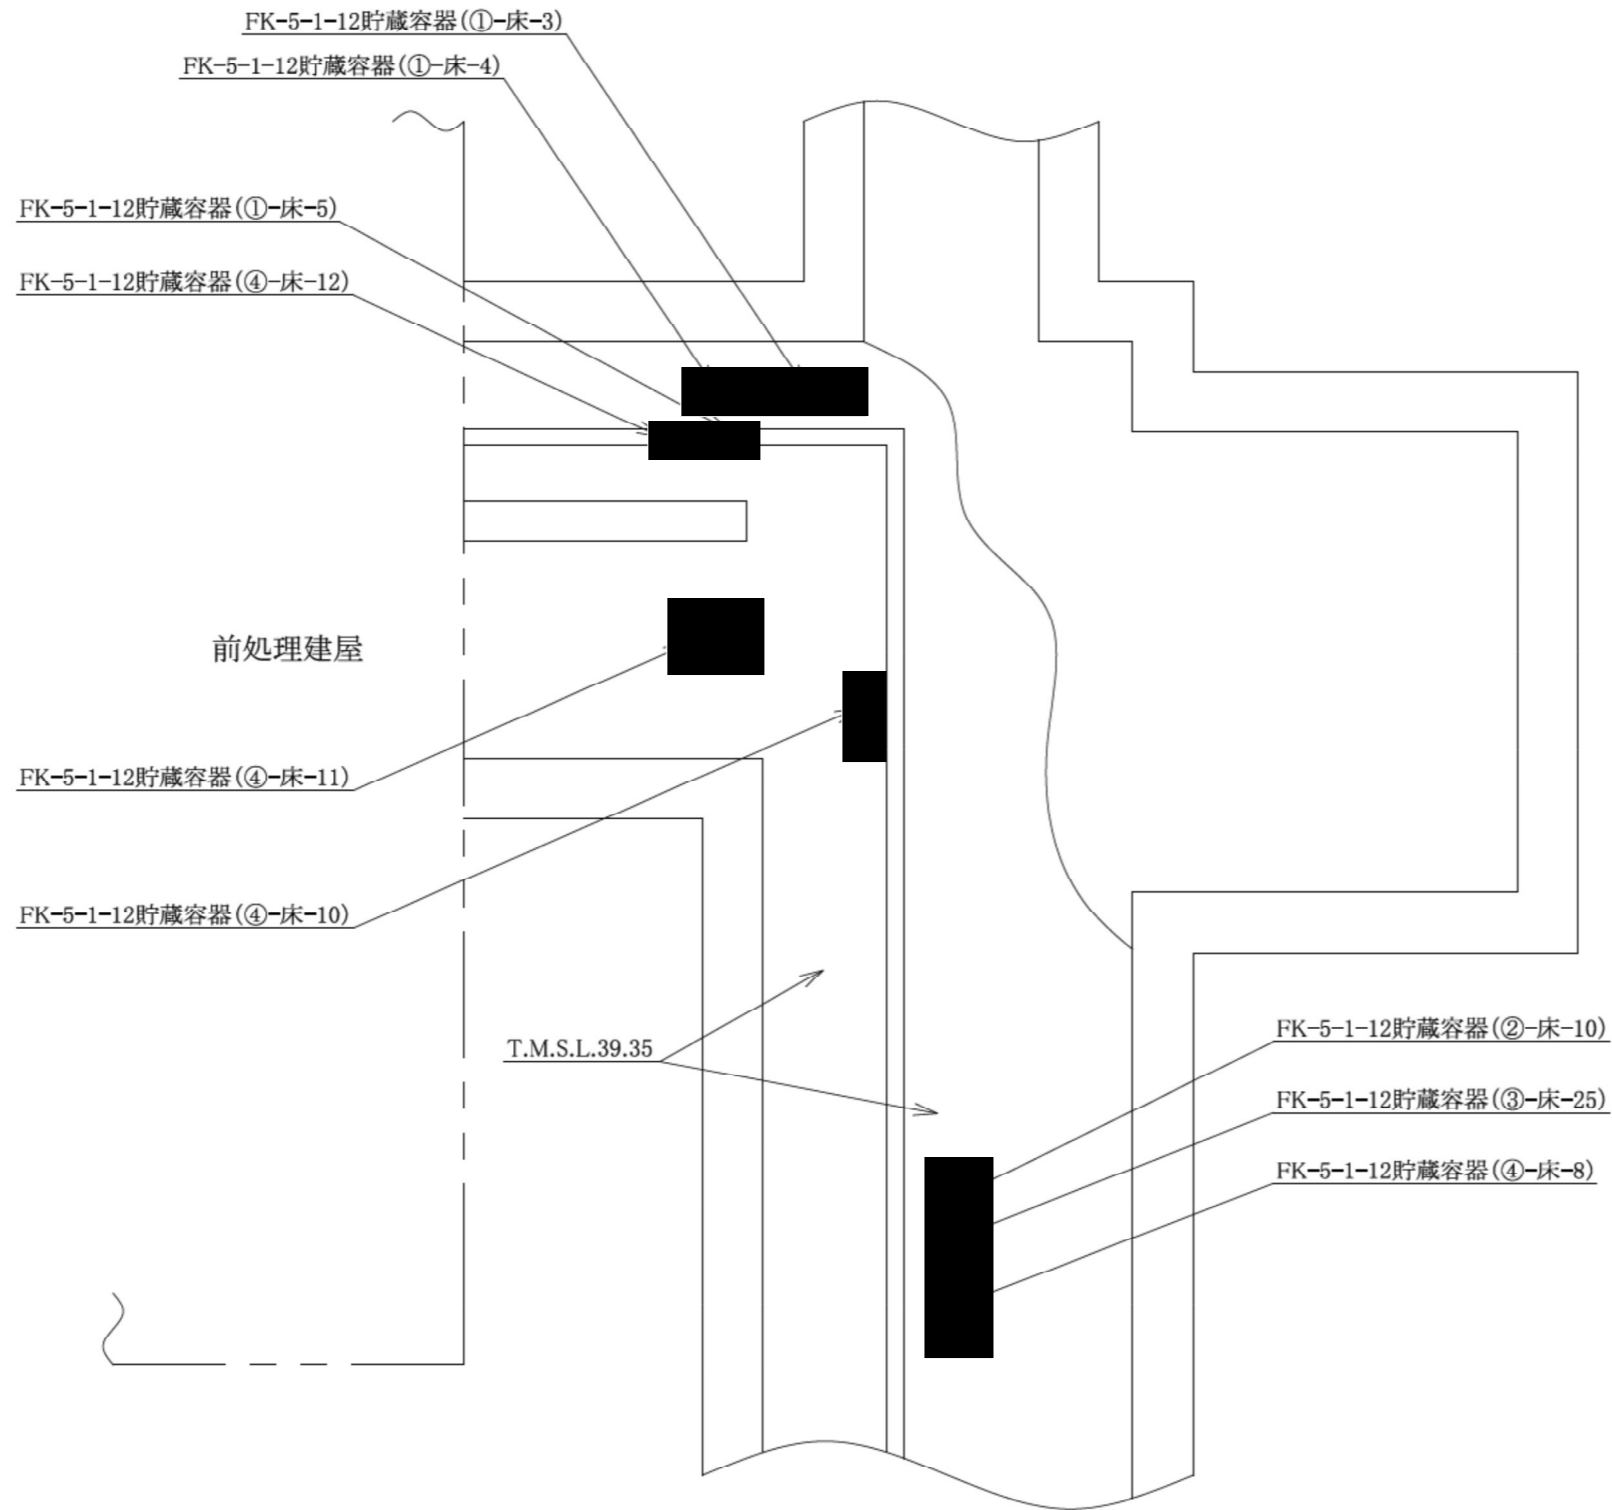 FK-5-1-12貯蔵容器(①-床-3)
FK-5-1-12貯蔵容器(①-床-4)
FK-5-1-12貯蔵容器(①-床-5)
FK-5-1-12貯蔵容器(④-床-12)
前処理建屋
FK-5-1-12貯蔵容器(④-床-11)
FK-5-1-12貯蔵容器(④-床-10)
T.M.S.L.39.35
FK-5-1-12貯蔵容器(②-床-10)
FK-5-1-12貯蔵容器(③-床-25)
FK-5-1-12貯蔵容器(④-床-8)